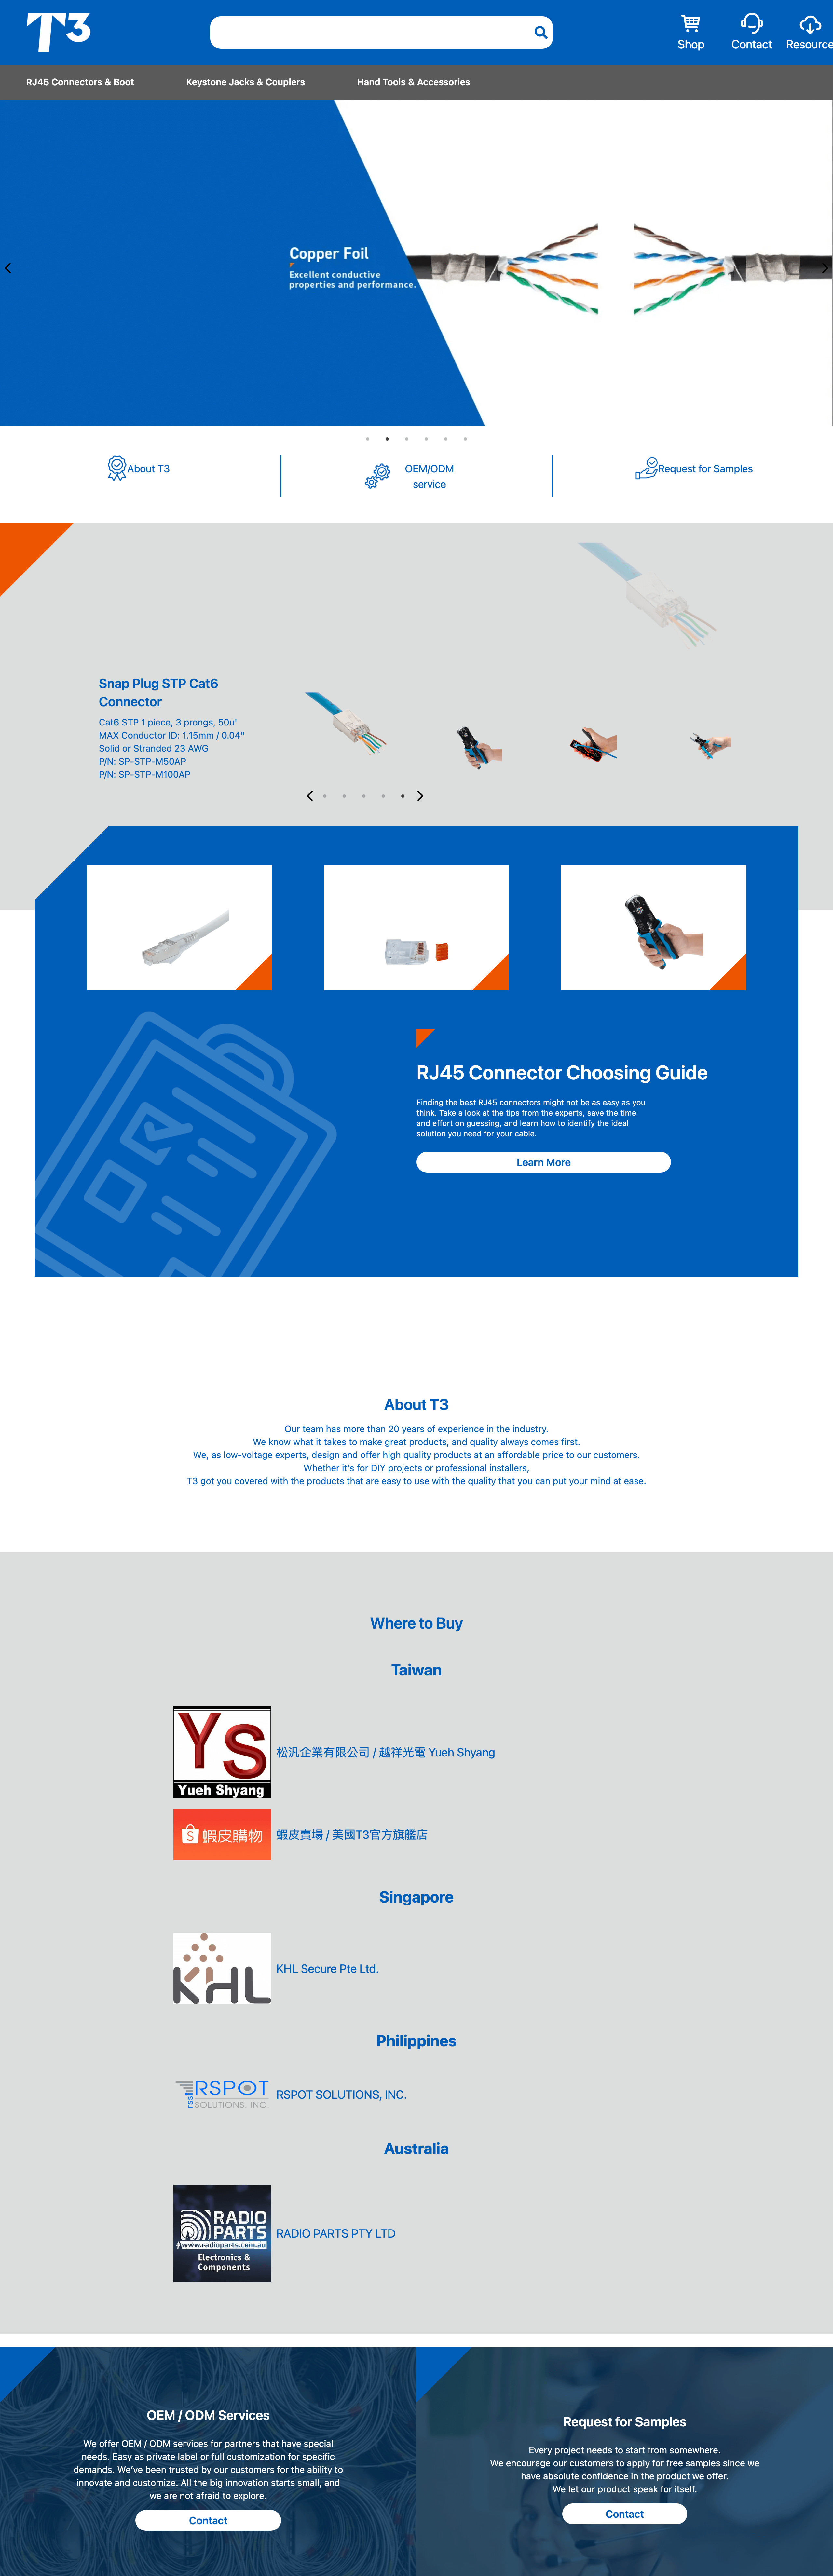 T3
Shop
Contact
Resource
RJ45 Connectors & Boot
Keystone Jacks & Couplers
Hand Tools & Accessories
Copper Foil
Excellent conductive
properties and performance.
About T3
OEM/ODM
service
Request for Samples
Snap Plug STP Cat6
Connector
Cat6 STP 1 piece, 3 prongs, 50u'
MAX Conductor ID: 1.15mm / 0.04"
Solid or Stranded 23 AWG
P/N: SP-STP-M50AP
P/N: SP-STP-M100AP
RJ45 Connector Choosing Guide
Finding the best RJ45 connectors might not be as easy as you
think. Take a look at the tips from the experts, save the time
and effort on guessing, and learn how to identify the ideal
solution you need for your cable.
Learn More
About T3
Our team has more than 20 years of experience in the industry.
We know what it takes to make great products, and quality always comes first.
We, as low-voltage experts, design and offer high quality products at an affordable price to our customers.
Whether it's for DIY projects or professional installers,
T3 got you covered with the products that are easy to use with the quality that you can put your mind at ease.
Where to Buy
Taiwan
YS
Yueh Shyang
松汎企業有限公司 / 越祥光電 Yueh Shyang
蝦皮購物
蝦皮賣場 / 美國T3官方旗艦店
Singapore
KHL
KHL Secure Pte Ltd.
Philippines
rssi
RSPOT
SOLUTIONS, INC.
RSPOT SOLUTIONS, INC.
Australia
RADIO
PARTS
www.radioparts.com.au
Electronics &
Components
RADIO PARTS PTY LTD
OEM / ODM Services
We offer OEM / ODM services for partners that have special
needs. Easy as private label or full customization for specific
demands. We've been trusted by our customers for the ability to
innovate and customize. All the big innovation starts small, and
we are not afraid to explore.
Contact
Request for Samples
Every project needs to start from somewhere.
We encourage our customers to apply for free samples since we
have absolute confidence in the product we offer.
We let our product speak for itself.
Contact